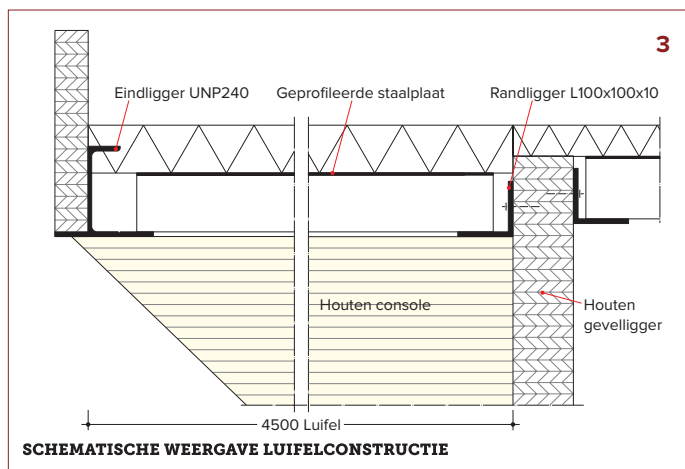 3
Eindligger UNP240
Geprofileerde staalplaat
Randligger L100x100x10
Houten console
Houten
gevelligger
4500 Luifel
SCHEMATISCHE WEERGAVE LUIFELCONSTRUCTIE